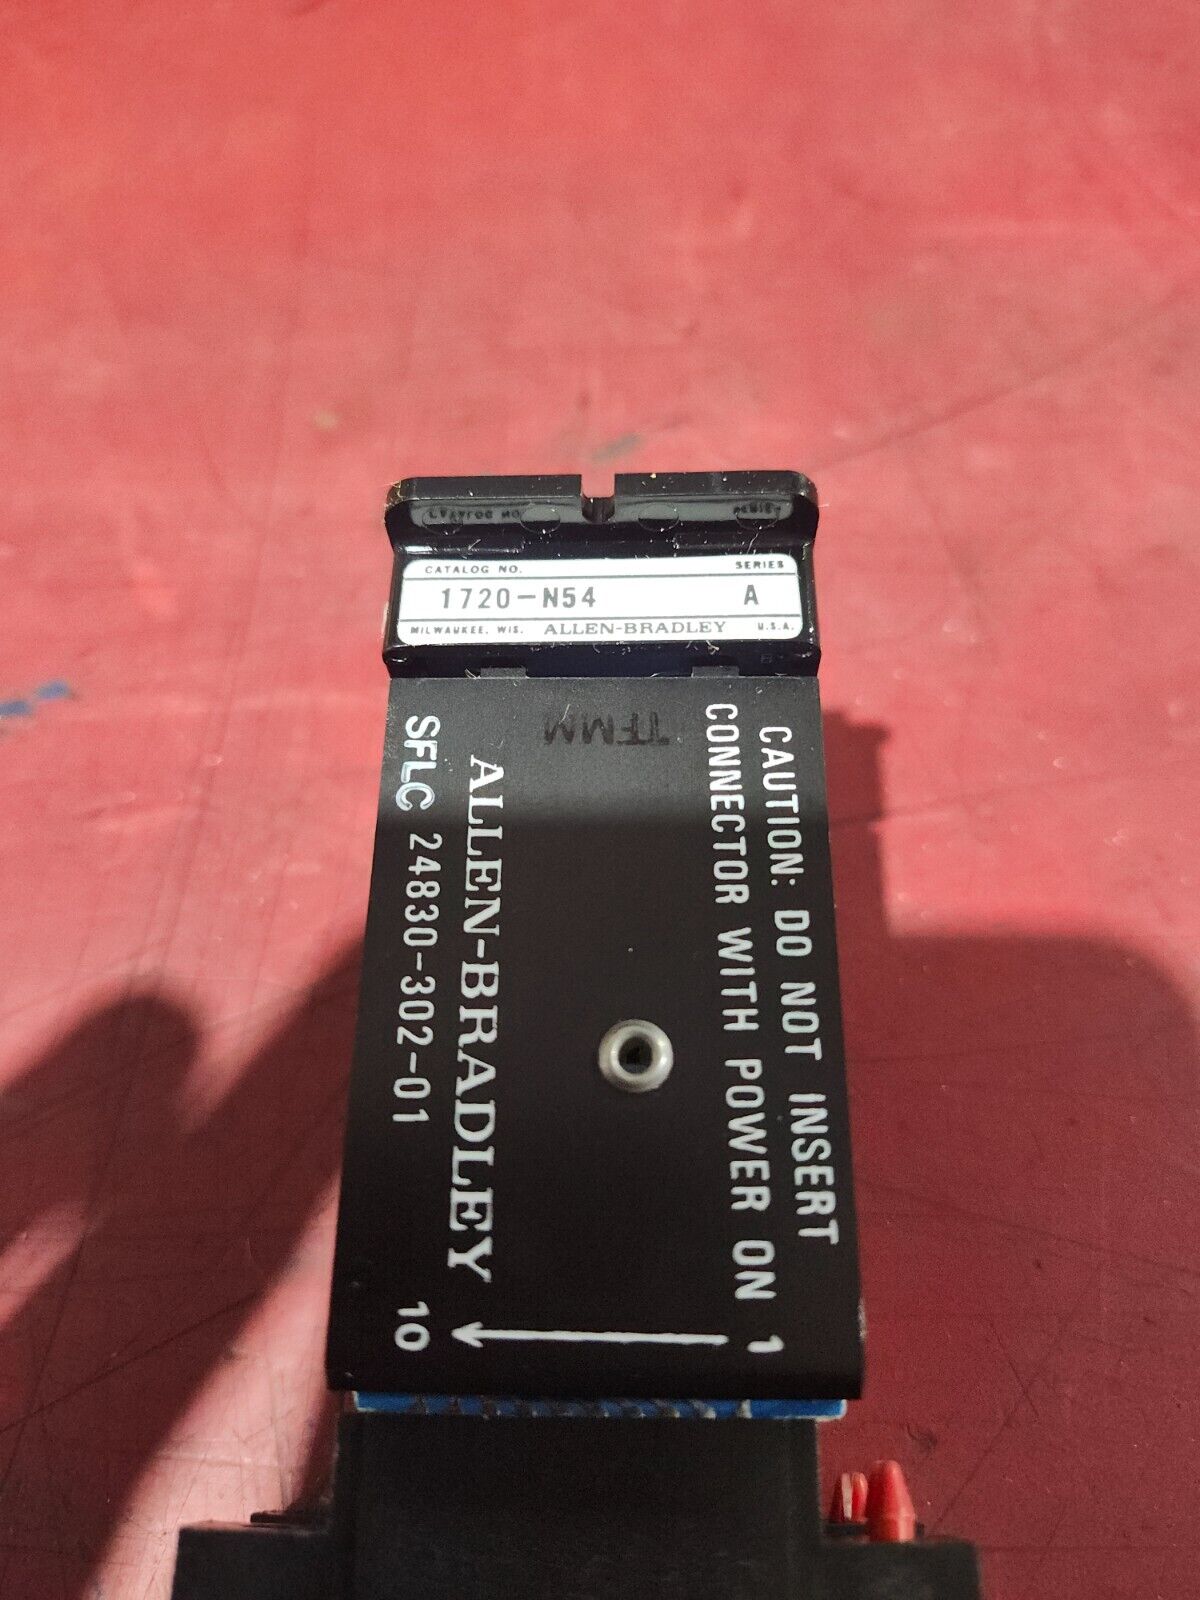 CATALOG NO. SERIES
1720-N54 A
MILWAUKEE, WIS. ALLEN-BRADLEY U.S.A.
TFMM
CAUTION: DO NOT INSERT
CONNECTOR WITH POWER ON
ALLEN-BRADLEY
SFLC 24830-302-01
1
10